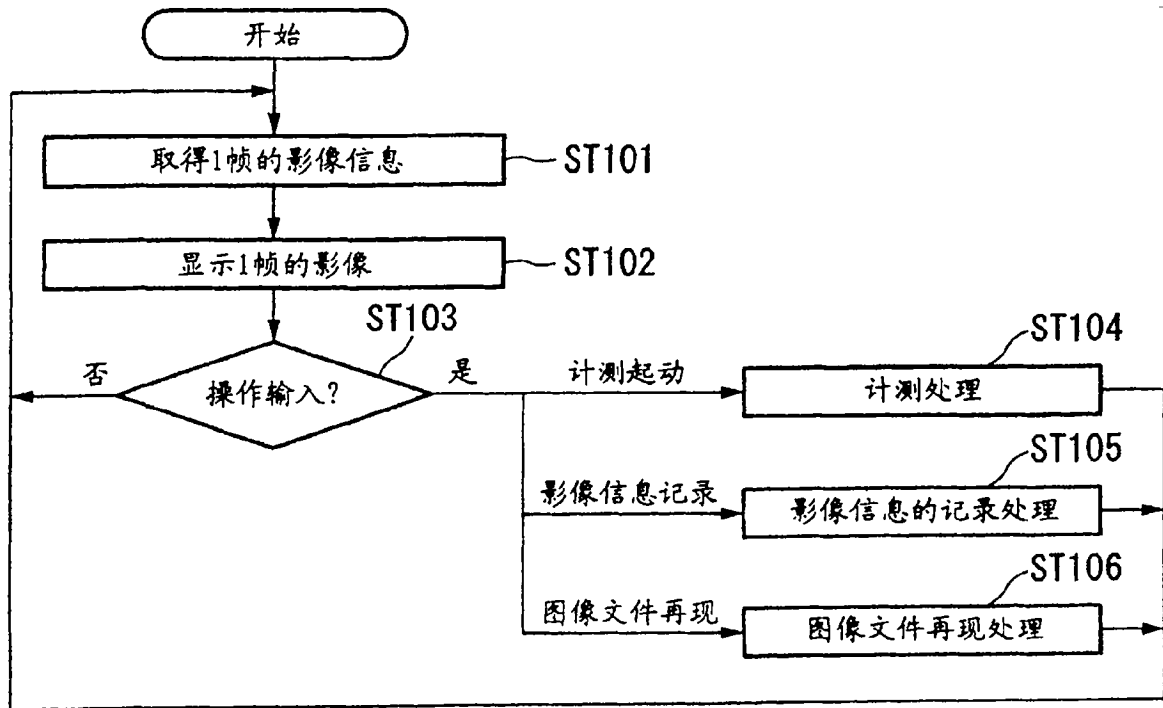 开始
取得1帧的影像信息
ST101
显示1帧的影像
ST102
ST103
操作输入?
否
是
计测起动
ST104
计测处理
影像信息记录
ST105
影像信息的记录处理
图像文件再现
ST106
图像文件再现处理